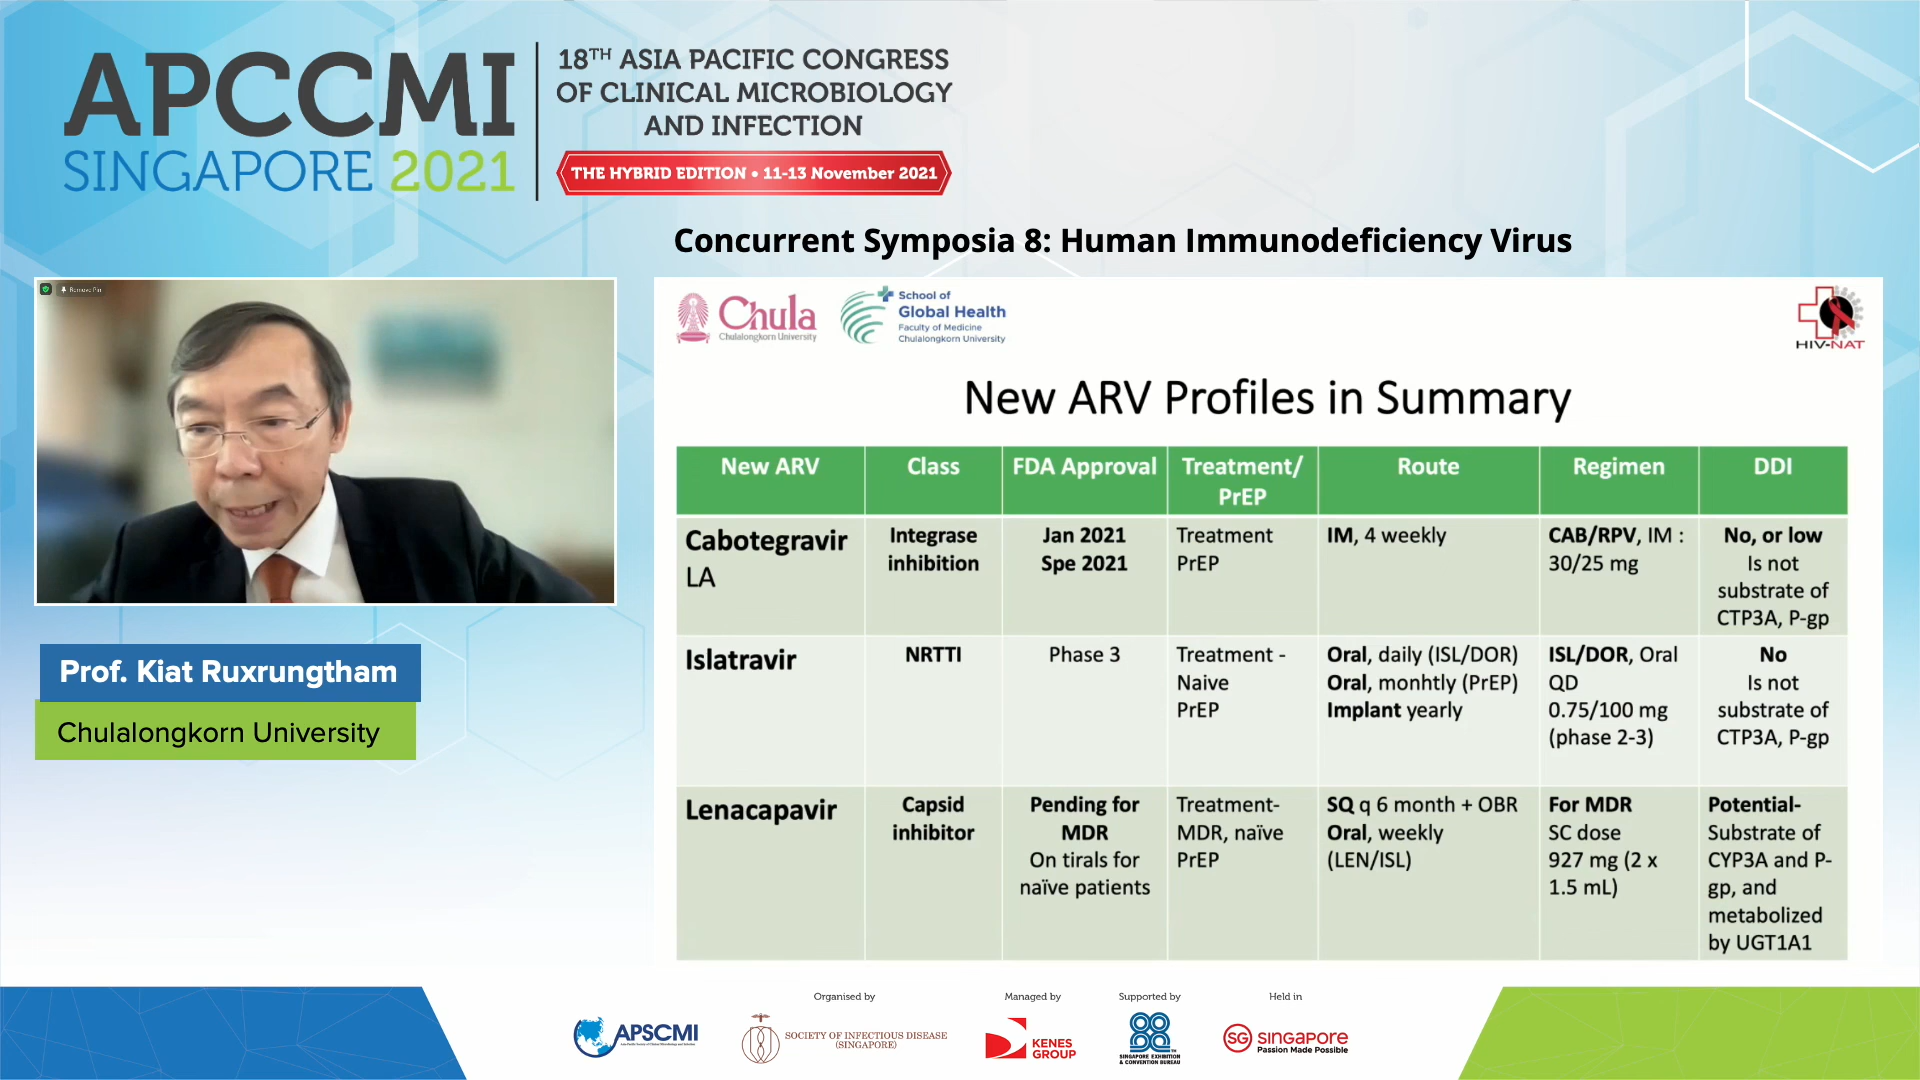 APCCMI
SINGAPORE 2021
18TH ASIA PACIFIC CONGRESS
OF CLINICAL MICROBIOLOGY
AND INFECTION
THE HYBRID EDITION • 11-13 November 2021
Concurrent Symposia 8: Human Immunodeficiency Virus
Remove Pin
Prof. Kiat Ruxrungtham
Chulalongkorn University
Chula
Chulalongkorn University
School of
Global Health
Faculty of Medicine
Chulalongkorn University
HIV-NAT
New ARV Profiles in Summary
New ARV
Class
FDA Approval
Treatment/
PrEP
Route
Regimen
DDI
Cabotegravir
LA
Integrase
inhibition
Jan 2021
Spe 2021
Treatment
PrEP
IM, 4 weekly
CAB/RPV, IM :
30/25 mg
No, or low
Is not
substrate of
CTP3A, P-gp
Islatravir
NRTTI
Phase 3
Treatment -
Naive
PrEP
Oral, daily (ISL/DOR)
Oral, monhtly (PrEP)
Implant yearly
ISL/DOR, Oral
QD
0.75/100 mg
(phase 2-3)
No
Is not
substrate of
CTP3A, P-gp
Lenacapavir
Capsid
inhibitor
Pending for
MDR
On tirals for
naïve patients
Treatment-
MDR, naïve
PrEP
SQ q 6 month + OBR
Oral, weekly
(LEN/ISL)
For MDR
SC dose
927 mg (2 x
1.5 mL)
Potential-
Substrate of
CYP3A and P-
gp, and
metabolized
by UGT1A1
APSCMI
Organised by
SOCIETY OF INFECTIOUS DISEASE
(SINGAPORE)
Managed by
KENES
GROUP
Supported by
SINGAPORE EXHIBITION
& CONVENTION BUREAU
Held in
SG SINGAPORE
Passion Made Possible